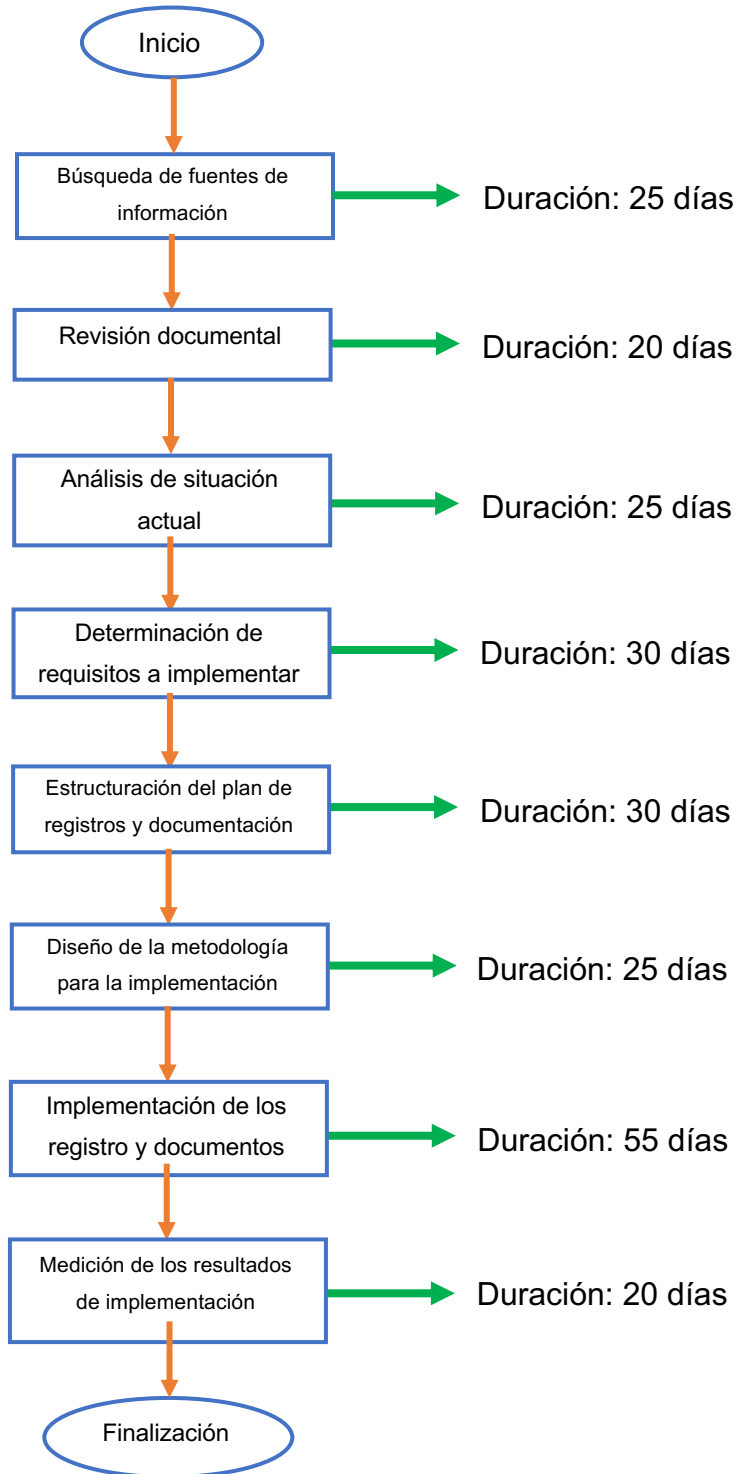 Inicio
Búsqueda de fuentes de
información
Duración: 25 días
Revisión documental
Duración: 20 días
Análisis de situación
actual
Duración: 25 días
Determinación de
requisitos a implementar
Duración: 30 días
Estructuración del plan de
registros y documentación
Duración: 30 días
Diseño de la metodología
para la implementación
Duración: 25 días
Implementación de los
registro y documentos
Duración: 55 días
Medición de los resultados
de implementación
Duración: 20 días
Finalización